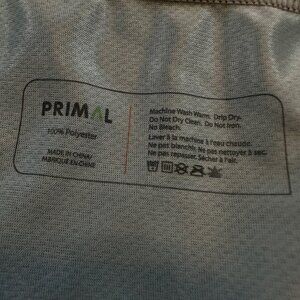 PRIMAL
100% Polyester
MADE IN CHINA/
FABRIQUÉ EN CHINE
Machine Wash Warm. Drip Dry.
Do Not Dry Clean. Do Not Iron.
No Bleach.
Laver à la machine à l'eau chaude.
Ne pas blanchir. Ne pas nettoyer à sec.
Ne pas repasser. Sécher à l'air.